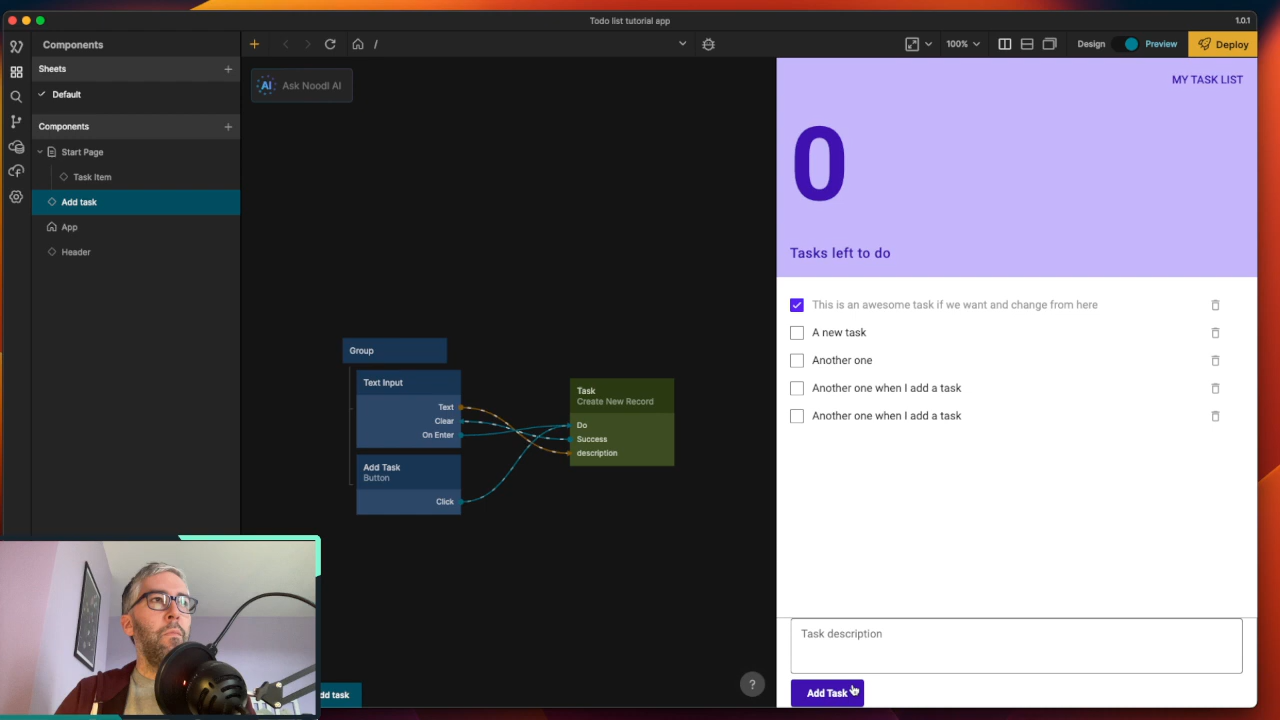 Todo list tutorial app
1.0.1
Components
/
100%
Design
Preview
Deploy
Sheets
Default
Components
Start Page
Task Item
Add task
App
Header
AI Ask Noodl AI
Group
Text Input
Text
Clear
On Enter
Add Task
Button
Click
Task
Create New Record
Do
Success
description
dd task
?
MY TASK LIST
0
Tasks left to do
This is an awesome task if we want and change from here
A new task
Another one
Another one when I add a task
Another one when I add a task
Task description
Add Task